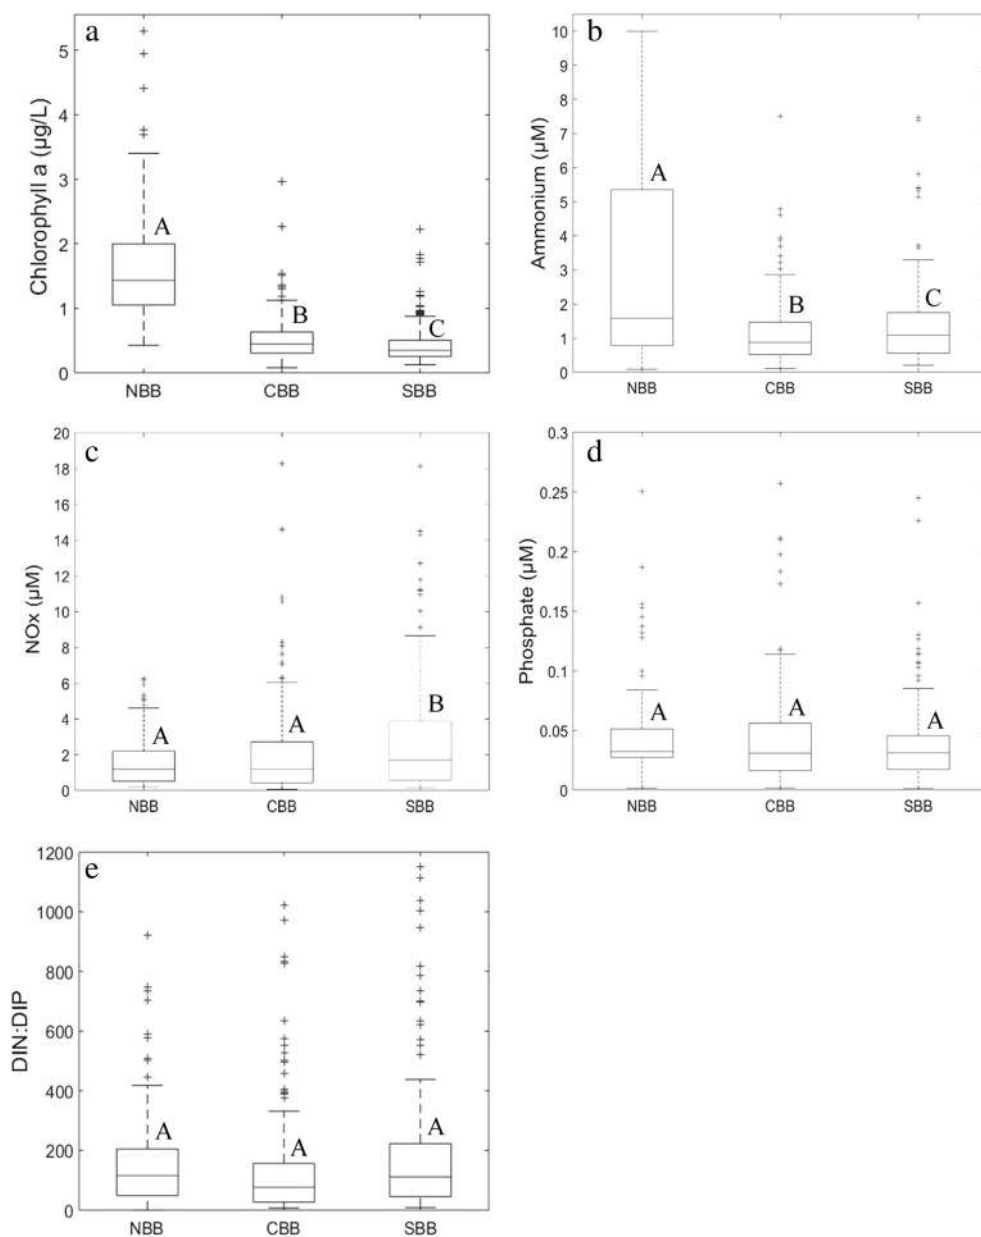 a
Chlorophyll a (µg/L)
5
4
3
2
1
0
A
B
C
NBB CBB SBB
b
Ammonium (µM)
10
9
8
7
6
5
4
3
2
1
0
A
B
C
NBB CBB SBB
c
NOx (µM)
20
18
16
14
12
10
8
6
4
2
0
A
A
B
NBB CBB SBB
d
Phosphate (µM)
0.3
0.25
0.2
0.15
0.1
0.05
0
A
A
A
NBB CBB SBB
e
DIN:DIP
1200
1000
800
600
400
200
0
A
A
A
NBB CBB SBB